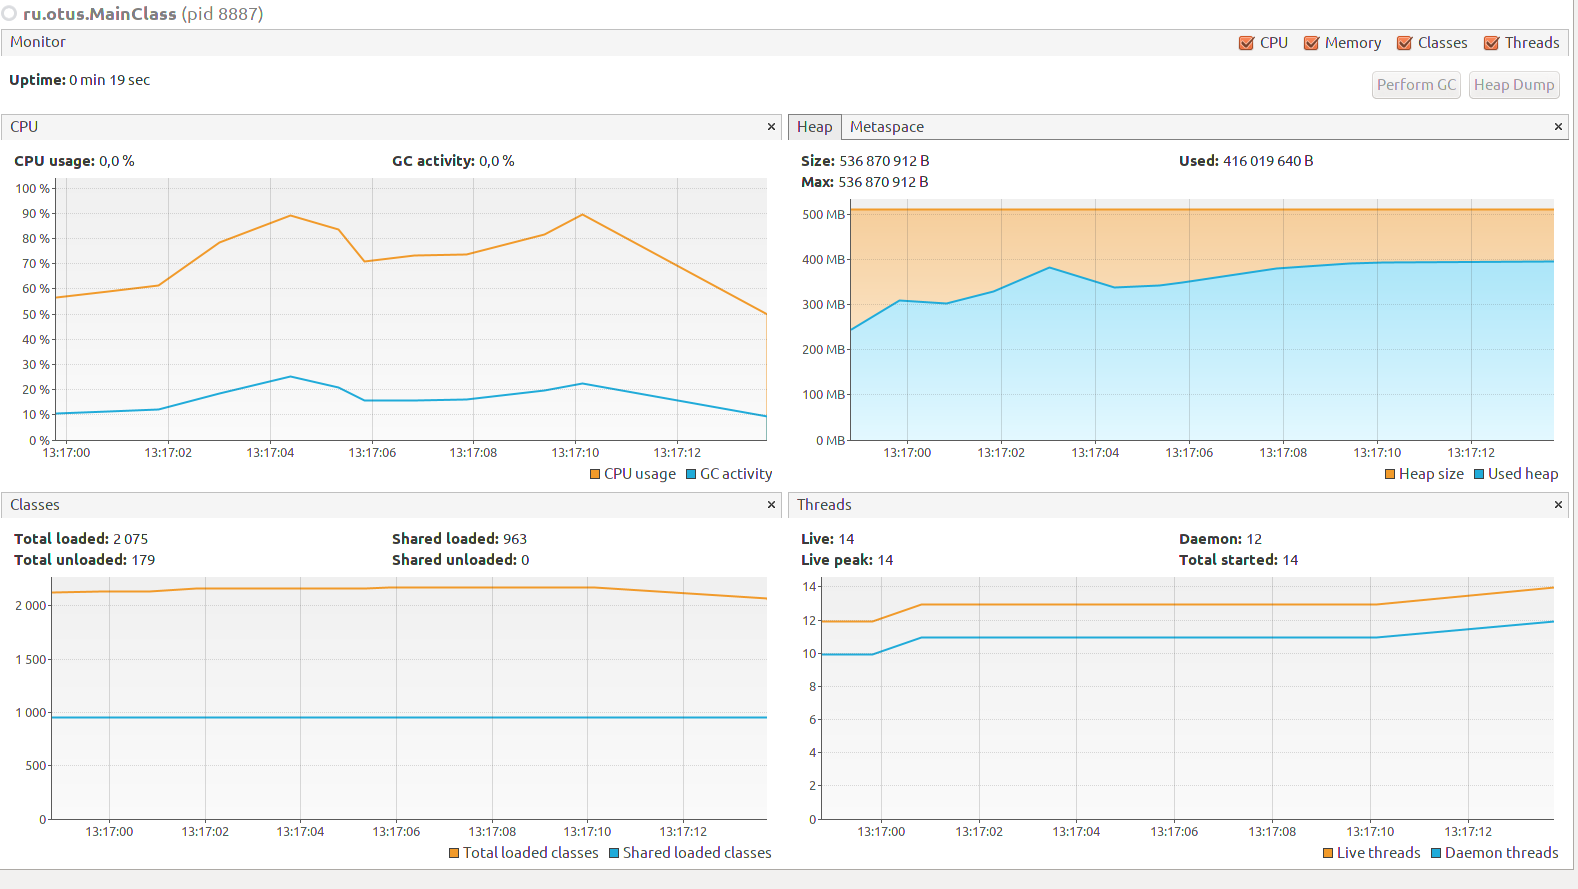 ru.otus.MainClass (pid 8887)
Monitor
CPU Memory Classes Threads
Uptime: 0 min 19 sec
Perform GC Heap Dump
CPU ×
CPU usage: 0,0 % GC activity: 0,0 %
100 %
90 %
80 %
70 %
60 %
50 %
40 %
30 %
20 %
10 %
0 %
13:17:00 13:17:02 13:17:04 13:17:06 13:17:08 13:17:10 13:17:12
CPU usage GC activity
Heap Metaspace ×
Size: 536 870 912 B Used: 416 019 640 B
Max: 536 870 912 B
500 MB
400 MB
300 MB
200 MB
100 MB
0 MB
13:17:00 13:17:02 13:17:04 13:17:06 13:17:08 13:17:10 13:17:12
Heap size Used heap
Classes ×
Total loaded: 2 075 Shared loaded: 963
Total unloaded: 179 Shared unloaded: 0
2 000
1 500
1 000
500
0
13:17:00 13:17:02 13:17:04 13:17:06 13:17:08 13:17:10 13:17:12
Total loaded classes Shared loaded classes
Threads ×
Live: 14 Daemon: 12
Live peak: 14 Total started: 14
14
12
10
8
6
4
2
0
13:17:00 13:17:02 13:17:04 13:17:06 13:17:08 13:17:10 13:17:12
Live threads Daemon threads